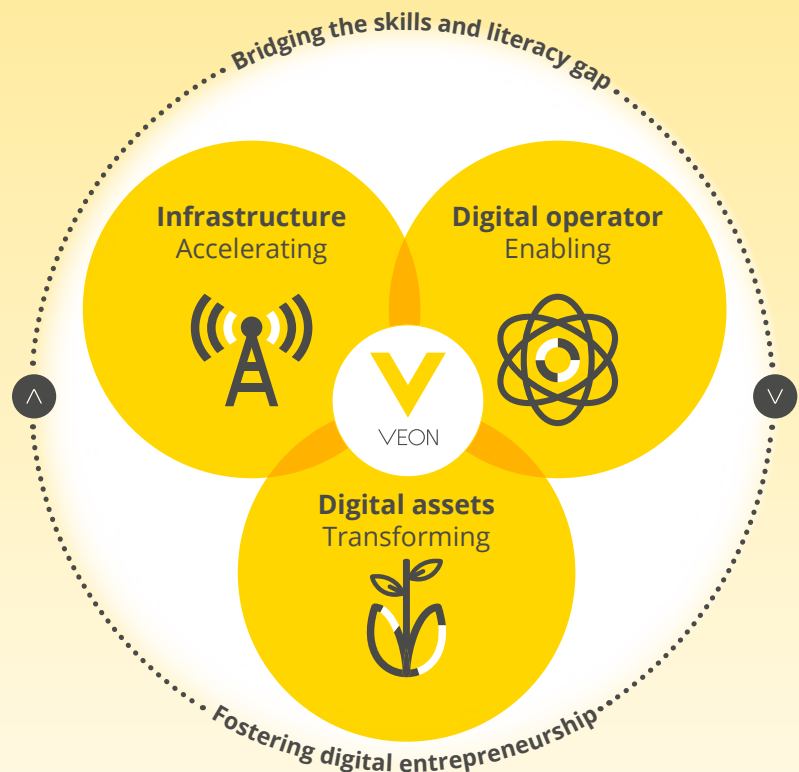 Bridging the skills and literacy gap
Infrastructure
Accelerating
Digital operator
Enabling
VEON
Digital assets
Transforming
Fostering digital entrepreneurship